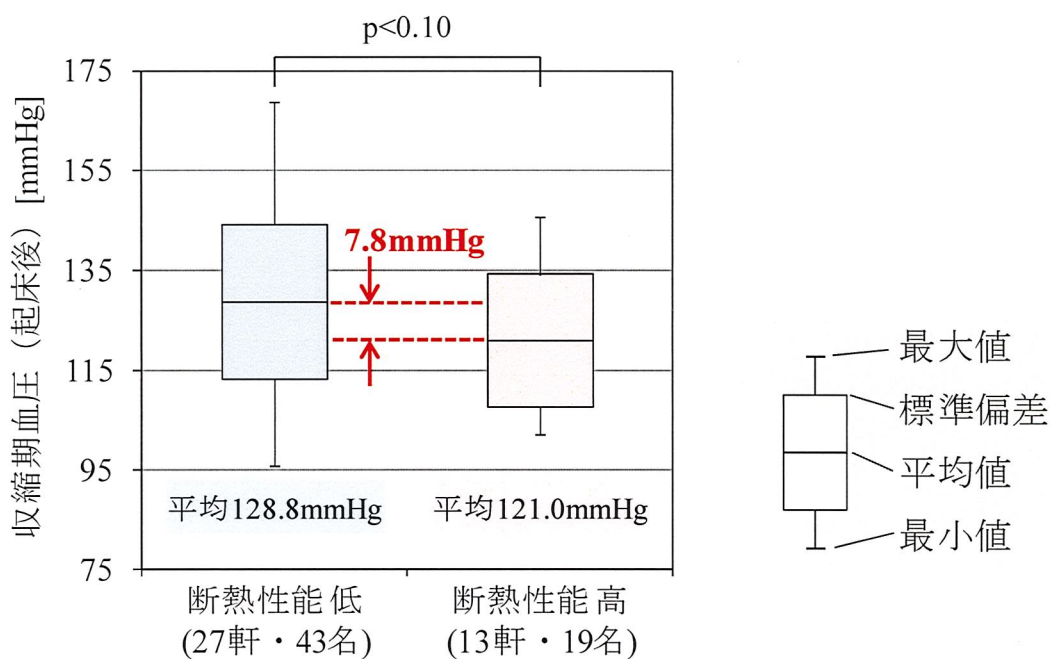 p<0.10
収縮期血圧（起床後） [mmHg]
175
155
135
115
95
75
7.8mmHg
平均128.8mmHg
平均121.0mmHg
断熱性能 低
(27軒・43名)
断熱性能 高
(13軒・19名)
最大値
標準偏差
平均値
最小値